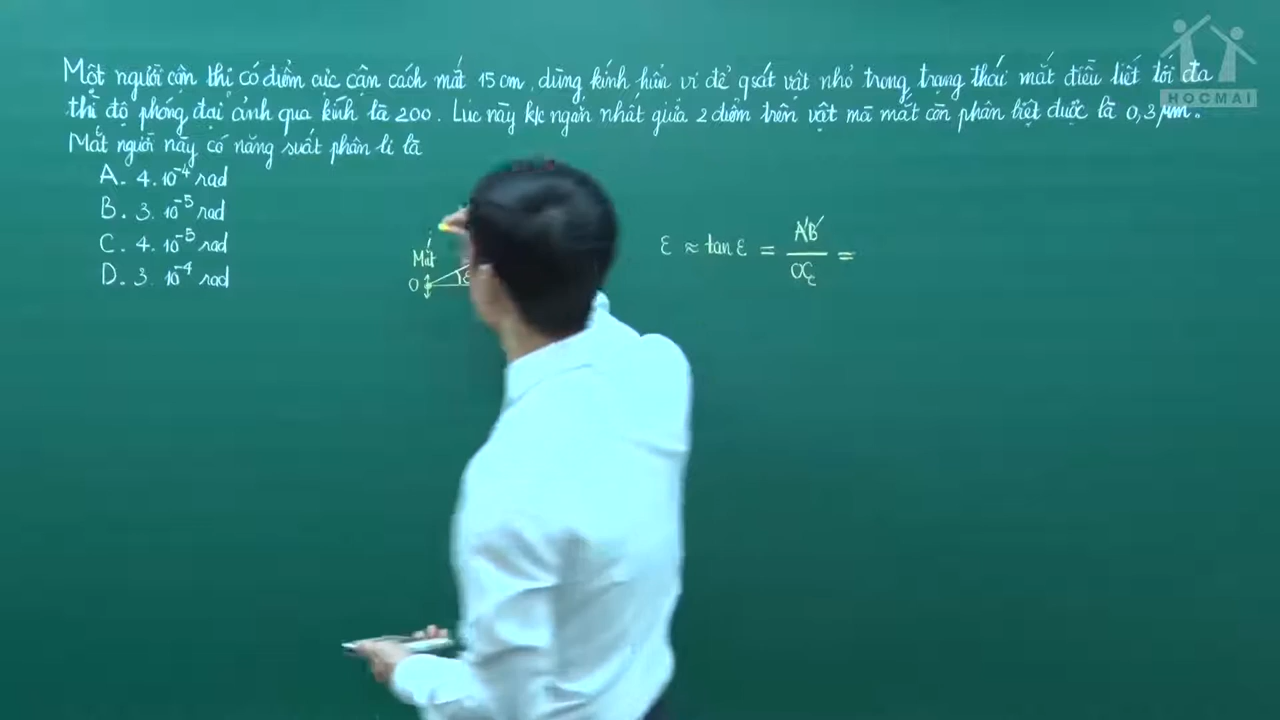 Một người cận thị có điểm cực cận cách mắt 15 cm, dùng kính hiển vi để q.sát vật nhỏ trong trạng thái mắt điều tiết tối đa
thì độ phóng đại ảnh qua kính là 200. Lúc này k/c ngắn nhất giữa 2 điểm trên vật mà mắt còn phân biệt được là 0,3 μm.
Mắt người này có năng suất phân li là
A. 4.10⁻⁴ rad
B. 3.10⁻⁵ rad
C. 4.10⁻⁵ rad
D. 3.10⁻⁴ rad
Mắt
O ε
ε ≈ tan ε = A'B' / OCc =
HOCMAI